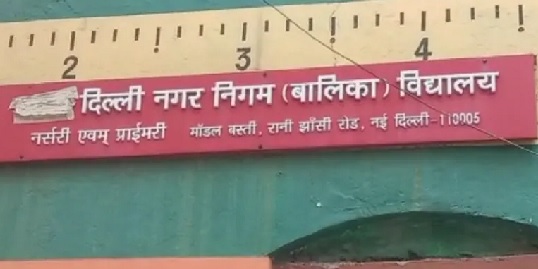 2 3 4
दिल्ली नगर निगम (बालिका) विद्यालय
नर्सरी एवम् प्राईमरी मॉडल बस्ती, रानी झाँसी रोड, नई दिल्ली-110005